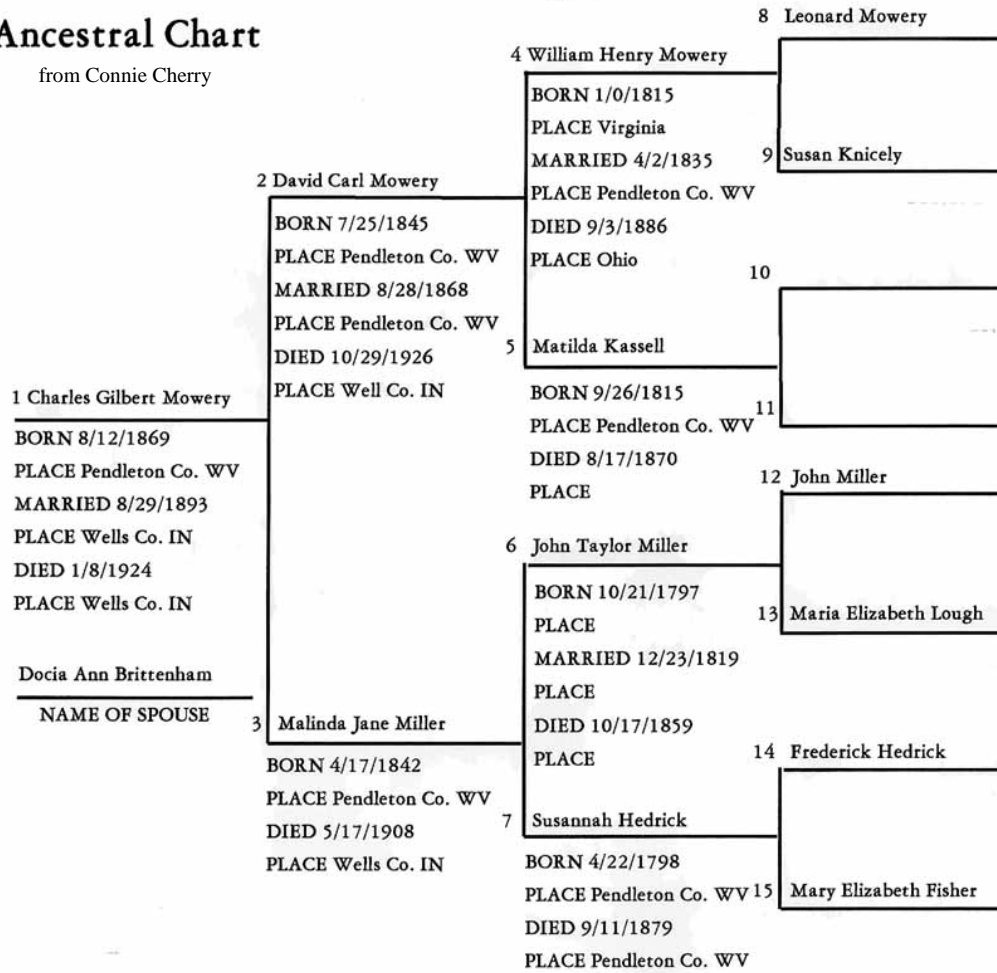 Ancestral Chart
from Connie Cherry
1 Charles Gilbert Mowery
BORN 8/12/1869
PLACE Pendleton Co. WV
MARRIED 8/29/1893
PLACE Wells Co. IN
DIED 1/8/1924
PLACE Wells Co. IN
Docia Ann Brittenham
NAME OF SPOUSE
2 David Carl Mowery
BORN 7/25/1845
PLACE Pendleton Co. WV
MARRIED 8/28/1868
PLACE Pendleton Co. WV
DIED 10/29/1926
PLACE Well Co. IN
3 Malinda Jane Miller
BORN 4/17/1842
PLACE Pendleton Co. WV
DIED 5/17/1908
PLACE Wells Co. IN
4 William Henry Mowery
BORN 1/0/1815
PLACE Virginia
MARRIED 4/2/1835
PLACE Pendleton Co. WV
DIED 9/3/1886
PLACE Ohio
5 Matilda Kassell
BORN 9/26/1815
PLACE Pendleton Co. WV
DIED 8/17/1870
PLACE
6 John Taylor Miller
BORN 10/21/1797
PLACE
MARRIED 12/23/1819
PLACE
DIED 10/17/1859
PLACE
7 Susannah Hedrick
BORN 4/22/1798
PLACE Pendleton Co. WV
DIED 9/11/1879
PLACE Pendleton Co. WV
8 Leonard Mowery
9 Susan Knicely
10
11
12 John Miller
13 Maria Elizabeth Lough
14 Frederick Hedrick
15 Mary Elizabeth Fisher